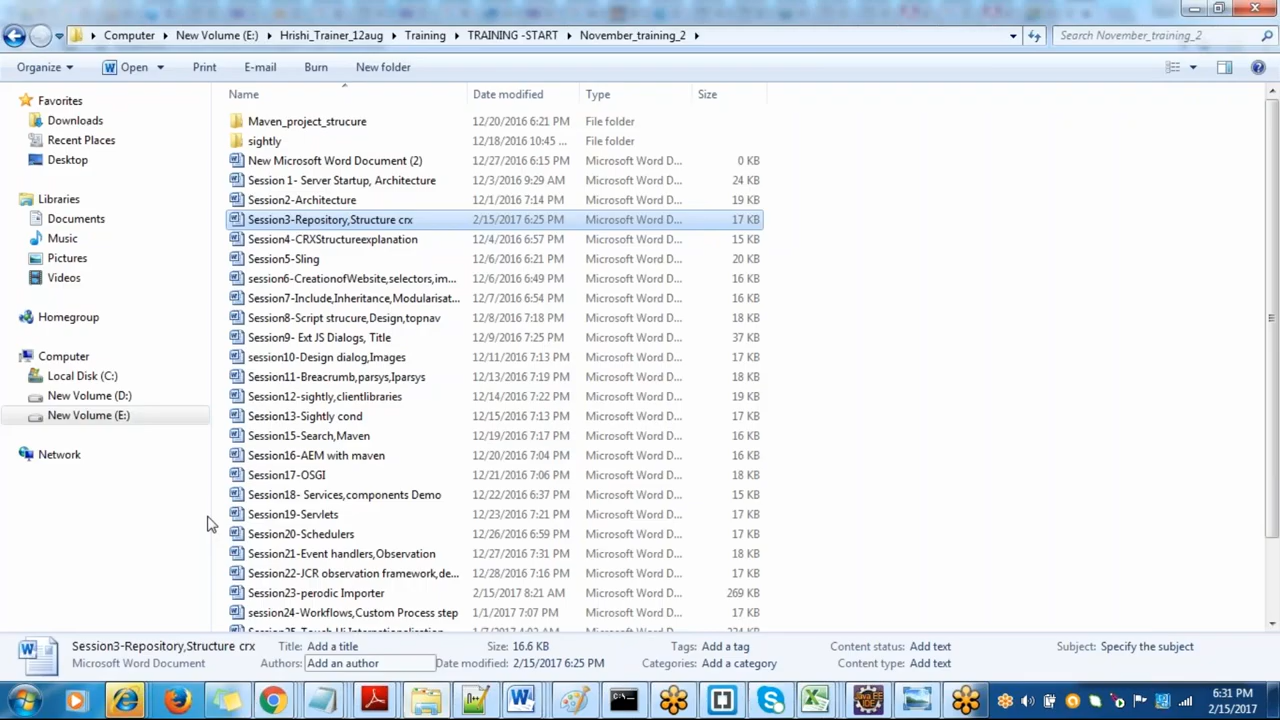 Computer New Volume (E:) Hrishi_Trainer_12aug Training TRAINING -START November_training_2 Search November_training_2
Organize Open Print E-mail Burn New folder
Name Date modified Type Size
Favorites
Downloads
Recent Places
Desktop
Libraries
Documents
Music
Pictures
Videos
Homegroup
Computer
Local Disk (C:)
New Volume (D:)
New Volume (E:)
Network
Maven_project_strucure 12/20/2016 6:21 PM File folder
sightly 12/18/2016 10:45 ... File folder
New Microsoft Word Document (2) 12/27/2016 6:15 PM Microsoft Word D... 0 KB
Session 1- Server Startup, Architecture 12/3/2016 9:29 AM Microsoft Word D... 24 KB
Session2-Architecture 12/1/2016 7:14 PM Microsoft Word D... 19 KB
Session3-Repository,Structure crx 2/15/2017 6:25 PM Microsoft Word D... 17 KB
Session4-CRXStructureexplanation 12/4/2016 6:57 PM Microsoft Word D... 15 KB
Session5-Sling 12/6/2016 6:21 PM Microsoft Word D... 20 KB
session6-CreationofWebsite,selectors,im... 12/6/2016 6:49 PM Microsoft Word D... 16 KB
Session7-Include,Inheritance,Modularisat... 12/7/2016 6:54 PM Microsoft Word D... 16 KB
Session8-Script strucure,Design,topnav 12/8/2016 7:18 PM Microsoft Word D... 16 KB
Session9- Ext JS Dialogs, Title 12/9/2016 7:25 PM Microsoft Word D... 37 KB
session10-Design dialog,Images 12/11/2016 7:13 PM Microsoft Word D... 17 KB
Session11-Breacrumb,parsys,Iparsys 12/13/2016 7:19 PM Microsoft Word D... 18 KB
Session12-sightly,clientlibraries 12/14/2016 7:22 PM Microsoft Word D... 19 KB
Session13-Sightly cond 12/15/2016 7:13 PM Microsoft Word D... 17 KB
Session15-Search,Maven 12/19/2016 7:17 PM Microsoft Word D... 16 KB
Session16-AEM with maven 12/20/2016 7:04 PM Microsoft Word D... 16 KB
Session17-OSGI 12/21/2016 7:06 PM Microsoft Word D... 18 KB
Session18- Services,components Demo 12/22/2016 6:37 PM Microsoft Word D... 15 KB
Session19-Servlets 12/23/2016 7:21 PM Microsoft Word D... 17 KB
Session20-Schedulers 12/26/2016 6:59 PM Microsoft Word D... 17 KB
Session21-Event handlers,Observation 12/27/2016 7:31 PM Microsoft Word D... 18 KB
Session22-JCR observation framework,de... 12/28/2016 7:16 PM Microsoft Word D... 17 KB
Session23-perodic Importer 2/15/2017 8:21 AM Microsoft Word D... 269 KB
session24-Workflows,Custom Process step 1/1/2017 7:07 PM Microsoft Word D... 17 KB
Session3-Repository,Structure crx Title: Add a title Size: 16.6 KB Tags: Add a tag Content status: Add text Subject: Specify the subject
Microsoft Word Document Authors: Add an author Date modified: 2/15/2017 6:25 PM Categories: Add a category Content type: Add text
6:31 PM
2/15/2017